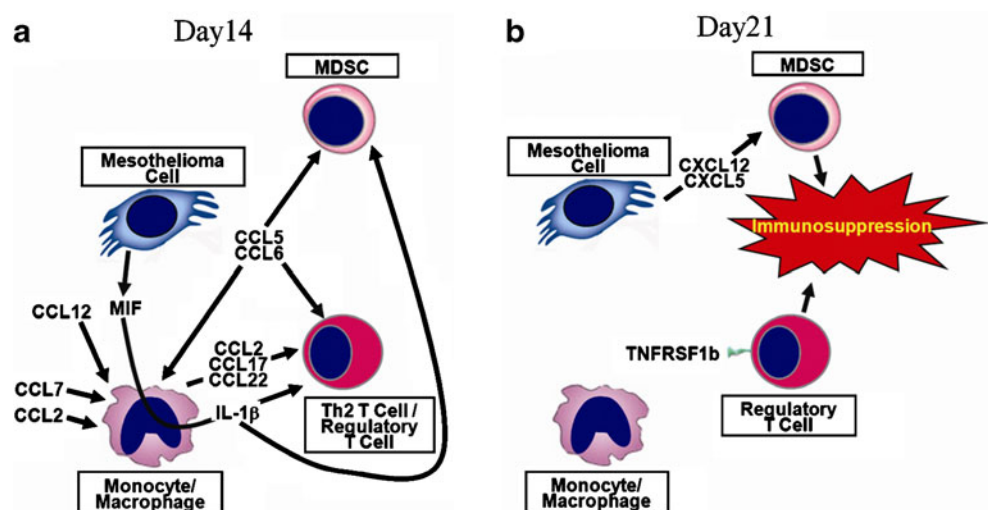 a
Day14
MDSC
Mesothelioma
Cell
CCL5
CCL6
MIF
CCL12
CCL7
CCL2
CCL2
CCL17
CCL22
IL-1β
Th2 T Cell /
Regulatory
T Cell
Monocyte/
Macrophage
b
Day21
MDSC
Mesothelioma
Cell
CXCL12
CXCL5
Immunosuppression
TNFRSF1b
Regulatory
T Cell
Monocyte/
Macrophage